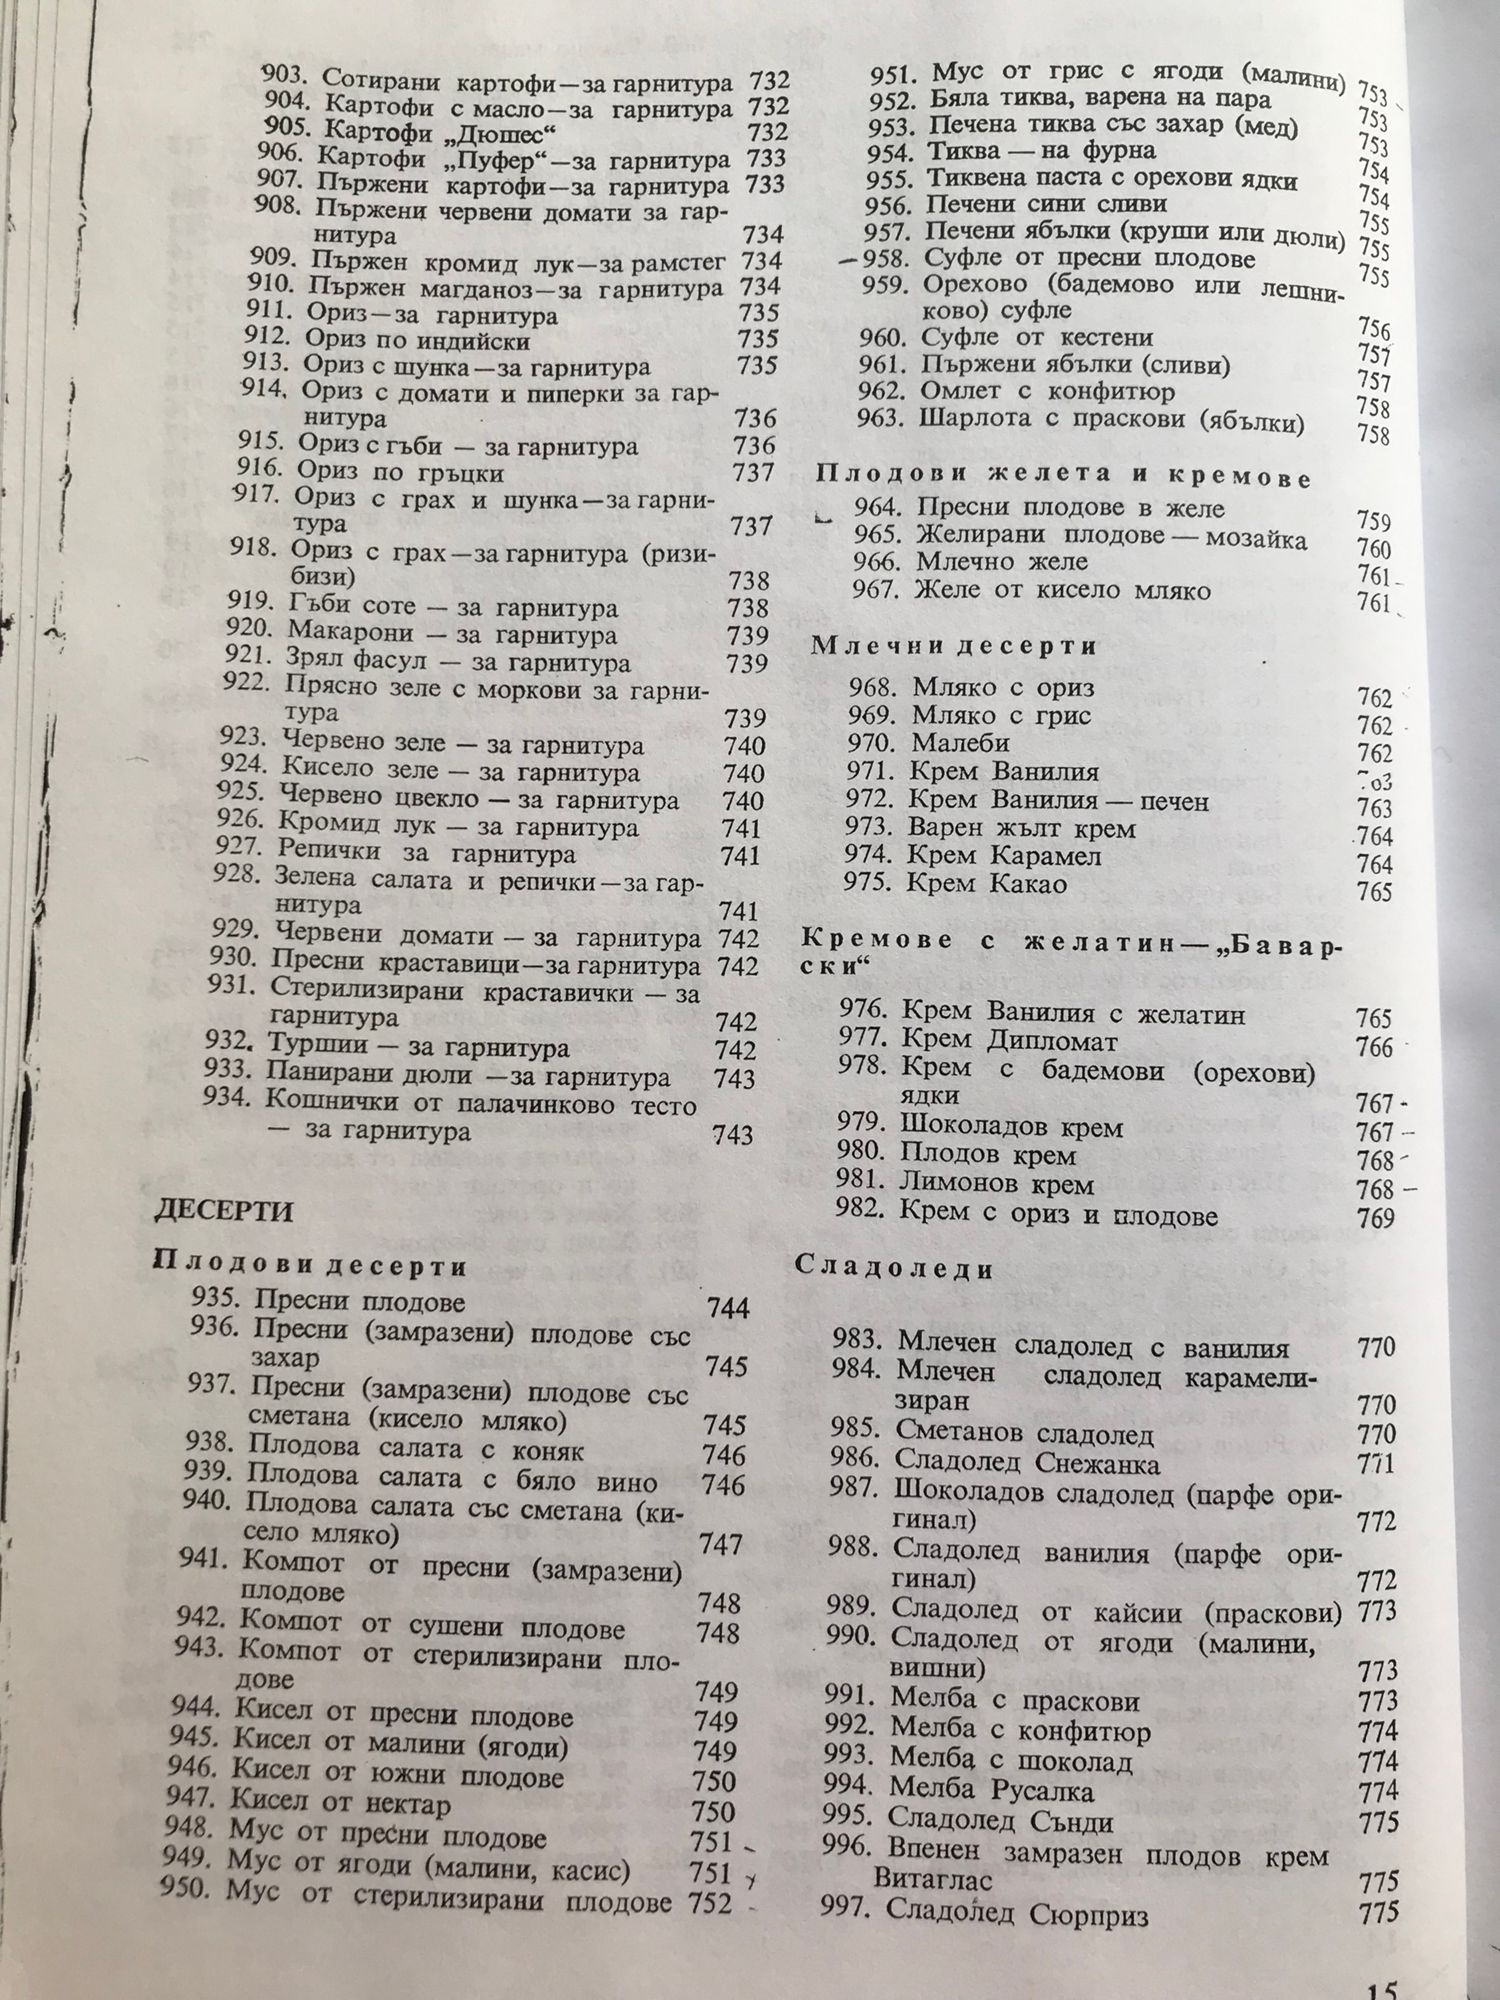 903. Сотирани картофи—за гарнитура 732
904. Картофи с масло—за гарнитура 732
905. Картофи „Дюшес“ 732
906. Картофи „Пуфер“—за гарнитура 733
907. Пържени картофи—за гарнитура 733
908. Пържени червени домати за гар-
нитура 734
909. Пържен кромид лук—за рамстег 734
910. Пържен магданоз—за гарнитура 734
911. Ориз—за гарнитура 735
912. Ориз по индийски 735
913. Ориз с шунка—за гарнитура 735
914. Ориз с домати и пиперки за гар-
нитура 736
915. Ориз с гъби — за гарнитура 736
916. Ориз по гръцки 737
917. Ориз с грах и шунка—за гарни-
тура 737
918. Ориз с грах—за гарнитура (ризи-
бизи) 738
919. Гъби соте — за гарнитура 738
920. Макарони — за гарнитура 739
921. Зрял фасул — за гарнитура 739
922. Прясно зеле с моркови за гарни-
тура 739
923. Червено зеле — за гарнитура 740
924. Кисело зеле — за гарнитура 740
925. Червено цвекло — за гарнитура 740
926. Кромид лук — за гарнитура 741
927. Репички за гарнитура 741
928. Зелена салата и репички—за гар-
нитура 741
929. Червени домати — за гарнитура 742
930. Пресни краставици—за гарнитура 742
931. Стерилизирани краставички — за
гарнитура 742
932. Туршии — за гарнитура 742
933. Панирани дюли —за гарнитура 743
934. Кошнички от палачинково тесто
— за гарнитура 743
ДЕСЕРТИ
Плодови десерти
935. Пресни плодове 744
936. Пресни (замразени) плодове със
захар 745
937. Пресни (замразени) плодове със
сметана (кисело мляко) 745
938. Плодова салата с коняк 746
939. Плодова салата с бяло вино 746
940. Плодова салата със сметана (ки-
село мляко) 747
941. Компот от пресни (замразени)
плодове 748
942. Компот от сушени плодове 748
943. Компот от стерилизирани пло-
дове 749
944. Кисел от пресни плодове 749
945. Кисел от малини (ягоди) 749
946. Кисел от южни плодове 750
947. Кисел от нектар 750
948. Мус от пресни плодове 751
949. Мус от ягоди (малини, касис) 751
950. Мус от стерилизирани плодове 752
951. Мус от грис с ягоди (малини) 753
952. Бяла тиква, варена на пара 753
953. Печена тиква със захар (мед) 753
954. Тиква — на фурна 754
955. Тиквена паста с орехови ядки 754
956. Печени сини сливи 755
957. Печени ябълки (круши или дюли) 755
958. Суфле от пресни плодове 755
959. Орехово (бадемово или лешни-
ково) суфле 756
960. Суфле от кестени 757
961. Пържени ябълки (сливи) 757
962. Омлет с конфитюр 758
963. Шарлота с праскови (ябълки) 758
Плодови желета и кремове
964. Пресни плодове в желе 759
965. Желирани плодове — мозайка 760
966. Млечно желе 761
967. Желе от кисело мляко 761
Млечни десерти
968. Мляко с ориз 762
969. Мляко с грис 762
970. Малеби 762
971. Крем Ванилия 763
972. Крем Ванилия — печен 763
973. Варен жълт крем 764
974. Крем Карамел 764
975. Крем Какао 765
Кремове с желатин—„Бавар-
ски“
976. Крем Ванилия с желатин 765
977. Крем Дипломат 766
978. Крем с бадемови (орехови)
ядки 767
979. Шоколадов крем 767
980. Плодов крем 768
981. Лимонов крем 768
982. Крем с ориз и плодове 769
Сладоледи
983. Млечен сладолед с ванилия 770
984. Млечен сладолед карамели-
зиран 770
985. Сметанов сладолед 770
986. Сладолед Снежанка 771
987. Шоколадов сладолед (парфе ори-
гинал) 772
988. Сладолед ванилия (парфе ори-
гинал) 772
989. Сладолед от кайсии (праскови) 773
990. Сладолед от ягоди (малини,
вишни) 773
991. Мелба с праскови 773
992. Мелба с конфитюр 774
993. Мелба с шоколад 774
994. Мелба Русалка 774
995. Сладолед Сънди 775
996. Впенен замразен плодов крем
Витаглас 775
997. Сладолед Сюрприз 775
15